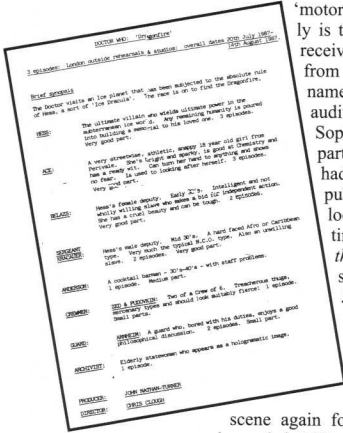 DOCTOR WHO: 'Dragonfire'
3 episodes: London outside rehearsals & studios: overall dates 20th July 1987-
24th August 1987.
Brief synopsis
The Doctor visits an Ice planet that has been subjected to the absolute rule
of Hess, a sort of 'Ice Dracula'. The race is on to find the Dragonfire.
HESS: The ultimate villain who wields ultimate power in the
subterranean ice world. Any remaining humanity is poured
into building a memorial to his loved one. 3 episodes.
Very good part.
ACE: A very streetwise, athletic, snappy 18 year old girl from
Perivale. She's bright and sparky, is good at Chemistry and
has a ready wit. Can turn her hand to anything and shows
no fear. Is used to looking after herself. 3 episodes.
Very good part.
BELAZS: Hess's female deputy. Early 30's. Intelligent and not
wholly willing slave who makes a bid for independent action.
She has a cruel beauty and can be tough. 2 episodes.
Very good part.
SERGEANT
KRACAUER: Hess's male deputy. Mid 30's. A hard faced Afro or Caribbean
type. Very much the typical N.C.O. type. Also an unwilling
slave. 2 episodes. Very good part.
ANDERSON: A cocktail barman - 30's-40's - with staff problems.
1 episode. Medium part.
CREWMEN: ZED & PUDOVKIN: Two of a Crew of 6. Treacherous thugs,
mercenary types and should look suitably fierce: 1 episode.
Small parts.
GUARD: ARNHEIM: A guard who, bored with his duties, enjoys a good
philosophical discussion. 2 episodes. Small part.
ARCHIVIST: Elderly stateswoman who appears as a hologramatic image.
1 episode.
PRODUCER: JOHN NATHAN-TURNER
DIRECTOR: CHRIS CLOUGH
'motor
ly is t
receiv
from
name
audit
Sop
part
had
pu
loc
tin
th
s
scene again fo